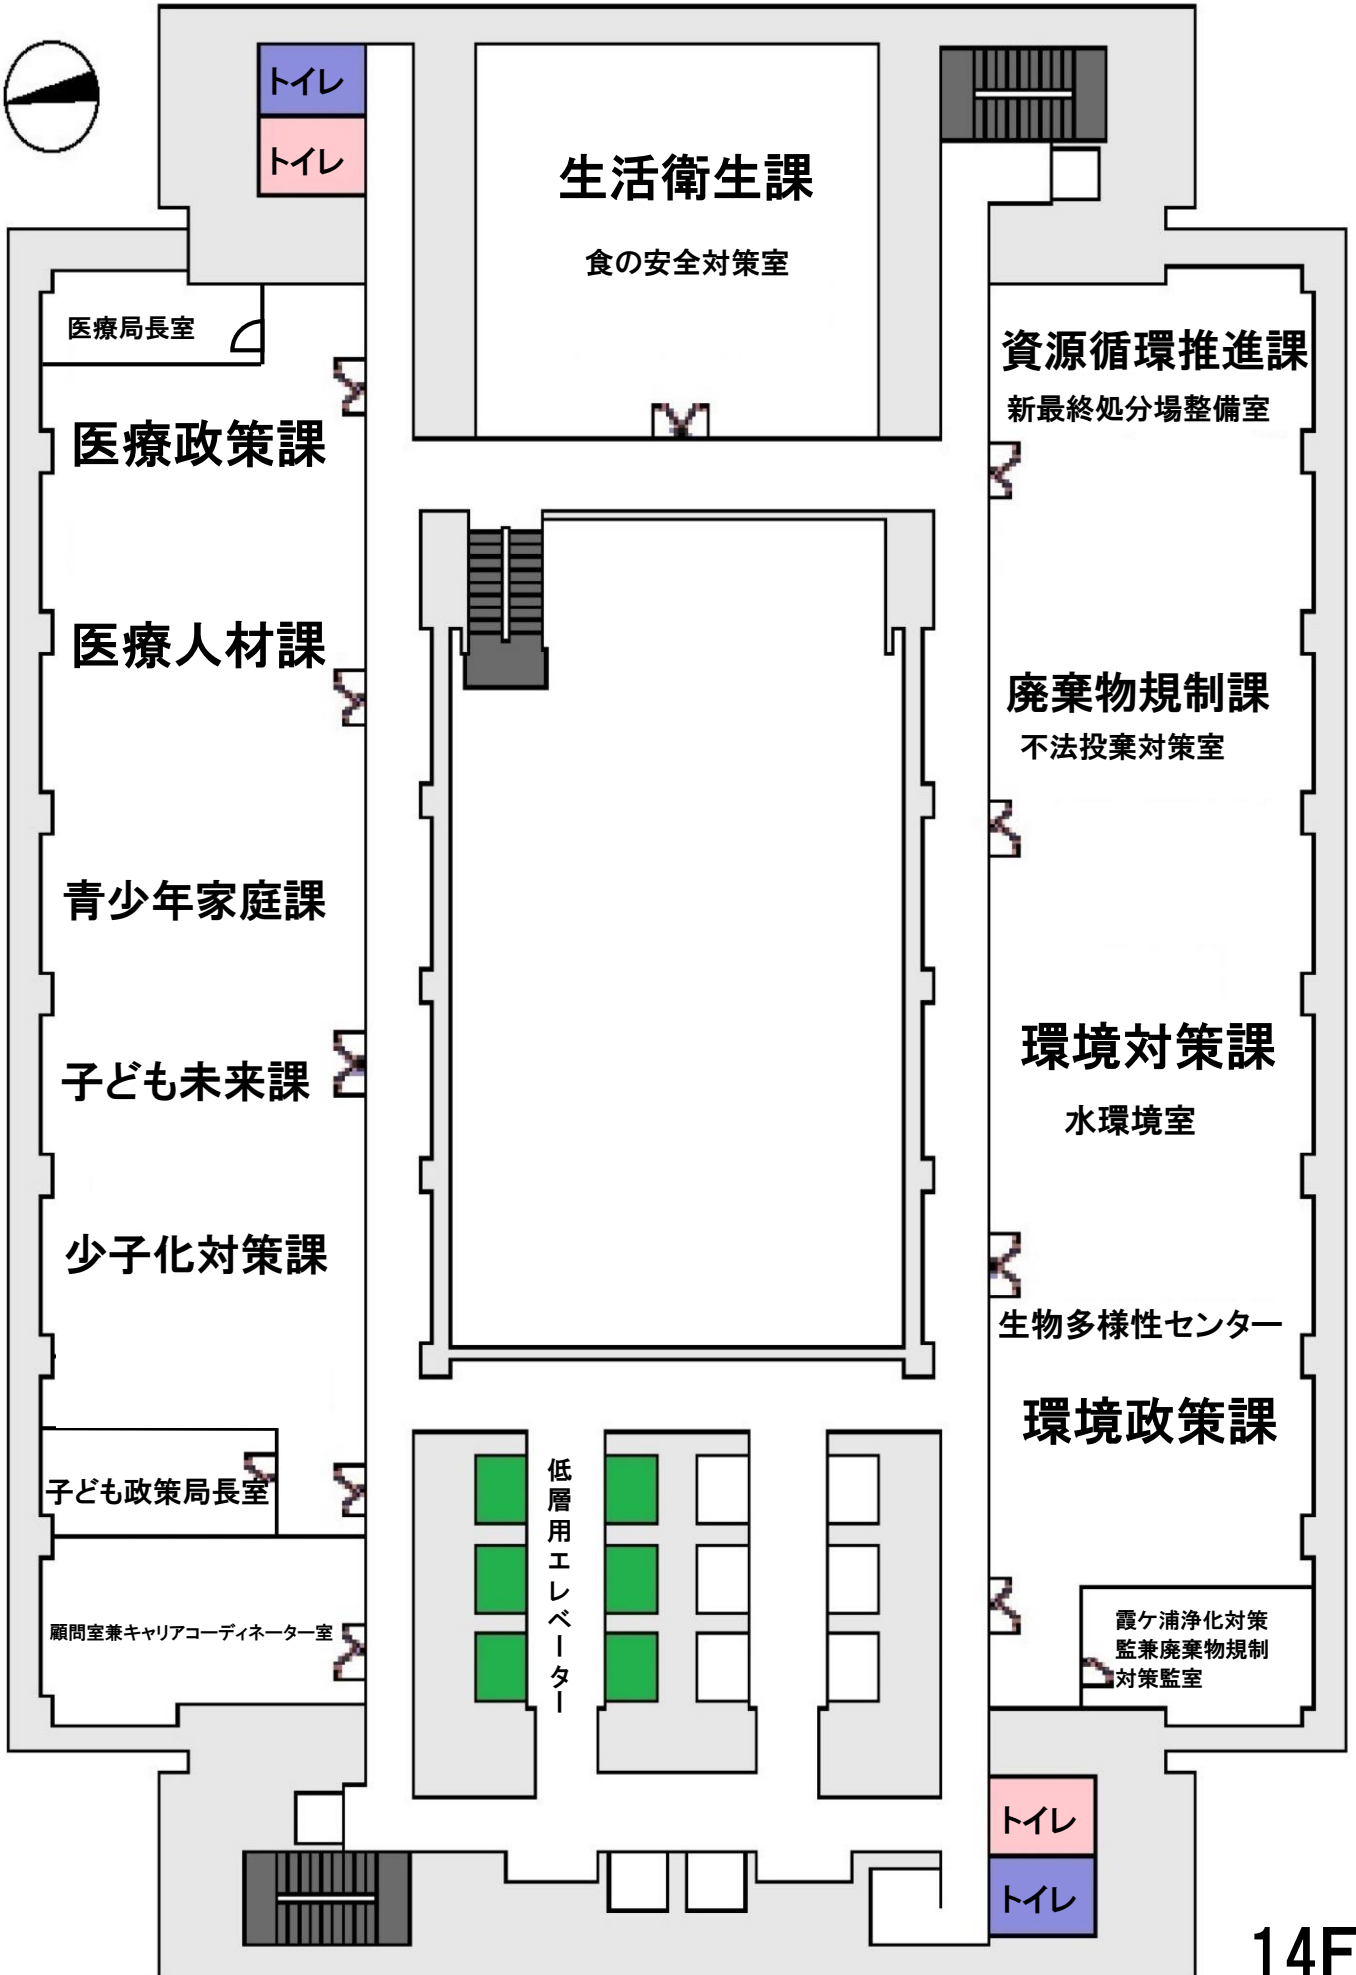 トイレ
トイレ
生活衛生課
食の安全対策室
医療局長室
医療政策課
医療人材課
青少年家庭課
子ども未来課
少子化対策課
子ども政策局長室
顧問室兼キャリアコーディネーター室
低層用エレベーター
資源循環推進課
新最終処分場整備室
廃棄物規制課
不法投棄対策室
環境対策課
水環境室
生物多様性センター
環境政策課
霞ケ浦浄化対策
監兼廃棄物規制
対策監室
トイレ
トイレ
14F